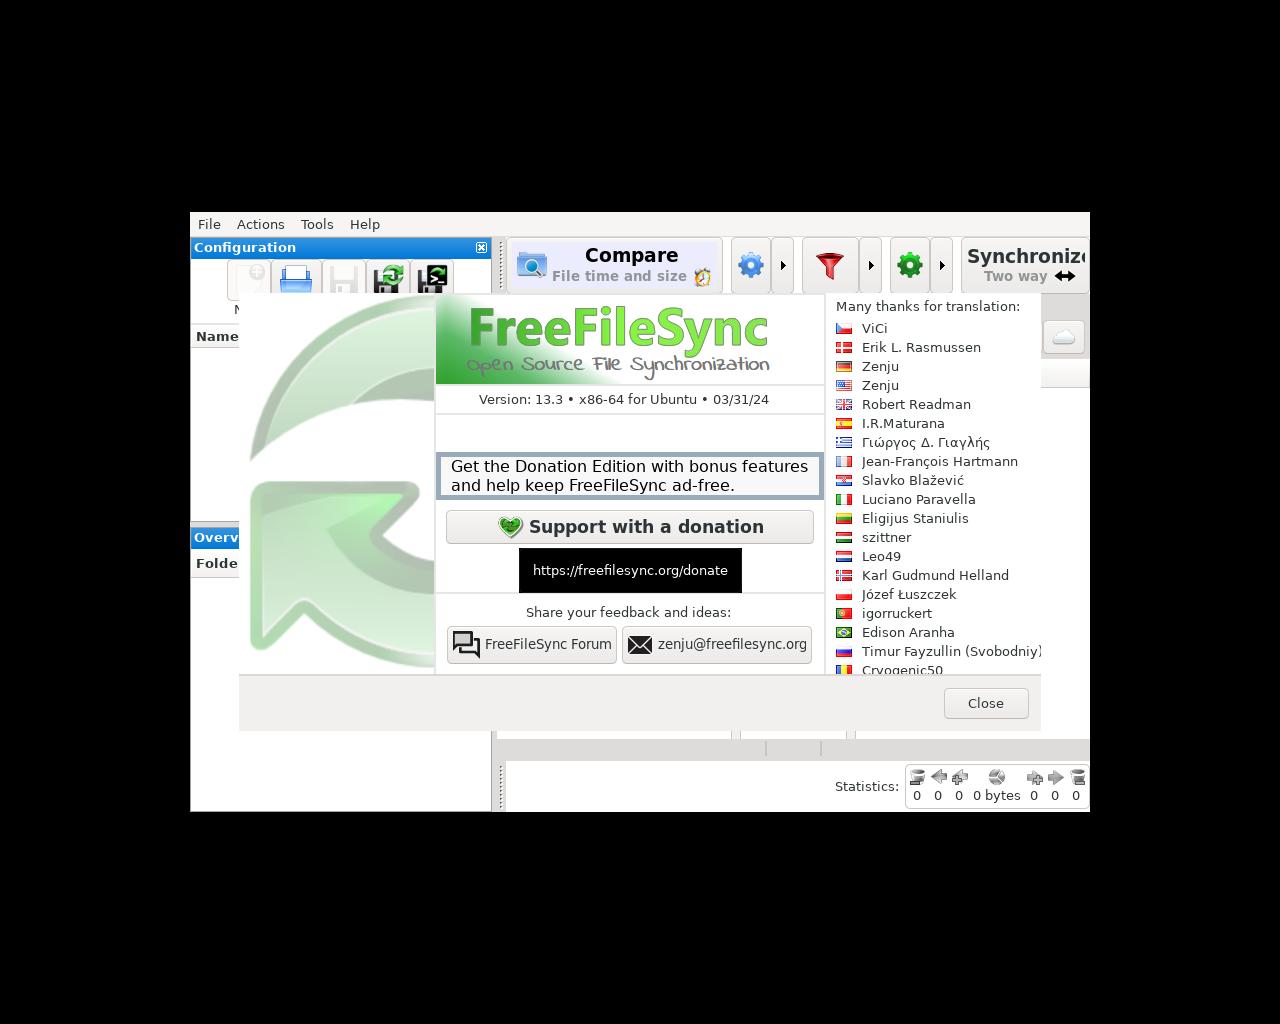 File Actions Tools Help
Configuration
Compare
File time and size
Synchronize
Two way
Name
Overv
Folde
FreeFileSync
Open Source File Synchronization
Version: 13.3 • x86-64 for Ubuntu • 03/31/24
Get the Donation Edition with bonus features
and help keep FreeFileSync ad-free.
Support with a donation
https://freefilesync.org/donate
Share your feedback and ideas:
FreeFileSync Forum
zenju@freefilesync.org
Many thanks for translation:
ViCi
Erik L. Rasmussen
Zenju
Zenju
Robert Readman
I.R.Maturana
Γιώργος Δ. Γιαγλής
Jean-François Hartmann
Slavko Blažević
Luciano Paravella
Eligijus Staniulis
szittner
Leo49
Karl Gudmund Helland
Józef Łuszczek
igorruckert
Edison Aranha
Timur Fayzullin (Svobodniy)
Cryogenic50
Close
Statistics:
0 0 0 0 bytes 0 0 0